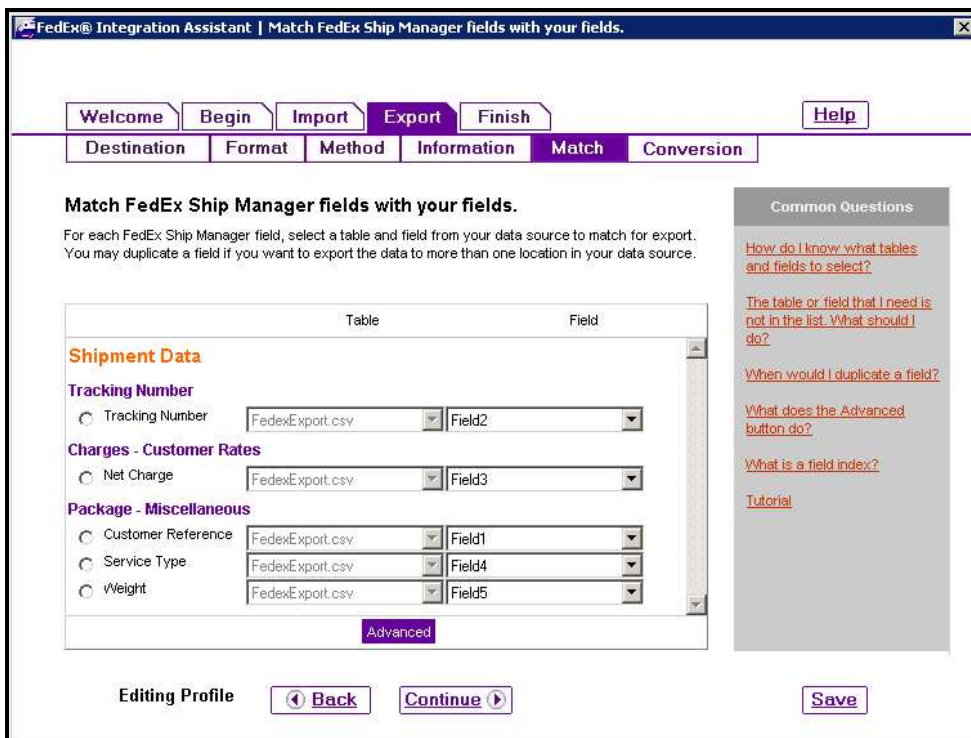 FedEx® Integration Assistant | Match FedEx Ship Manager fields with your fields.
Welcome Begin Import Export Finish Help
Destination Format Method Information Match Conversion
Match FedEx Ship Manager fields with your fields.
For each FedEx Ship Manager field, select a table and field from your data source to match for export.
You may duplicate a field if you want to export the data to more than one location in your data source.
Table Field
Shipment Data
Tracking Number
Tracking Number FedexExport.csv Field2
Charges - Customer Rates
Net Charge FedexExport.csv Field3
Package - Miscellaneous
Customer Reference FedexExport.csv Field1
Service Type FedexExport.csv Field4
Weight FedexExport.csv Field5
Advanced
Common Questions
How do I know what tables
and fields to select?
The table or field that I need is
not in the list. What should I
do?
When would I duplicate a field?
What does the Advanced
button do?
What is a field index?
Tutorial
Editing Profile Back Continue Save